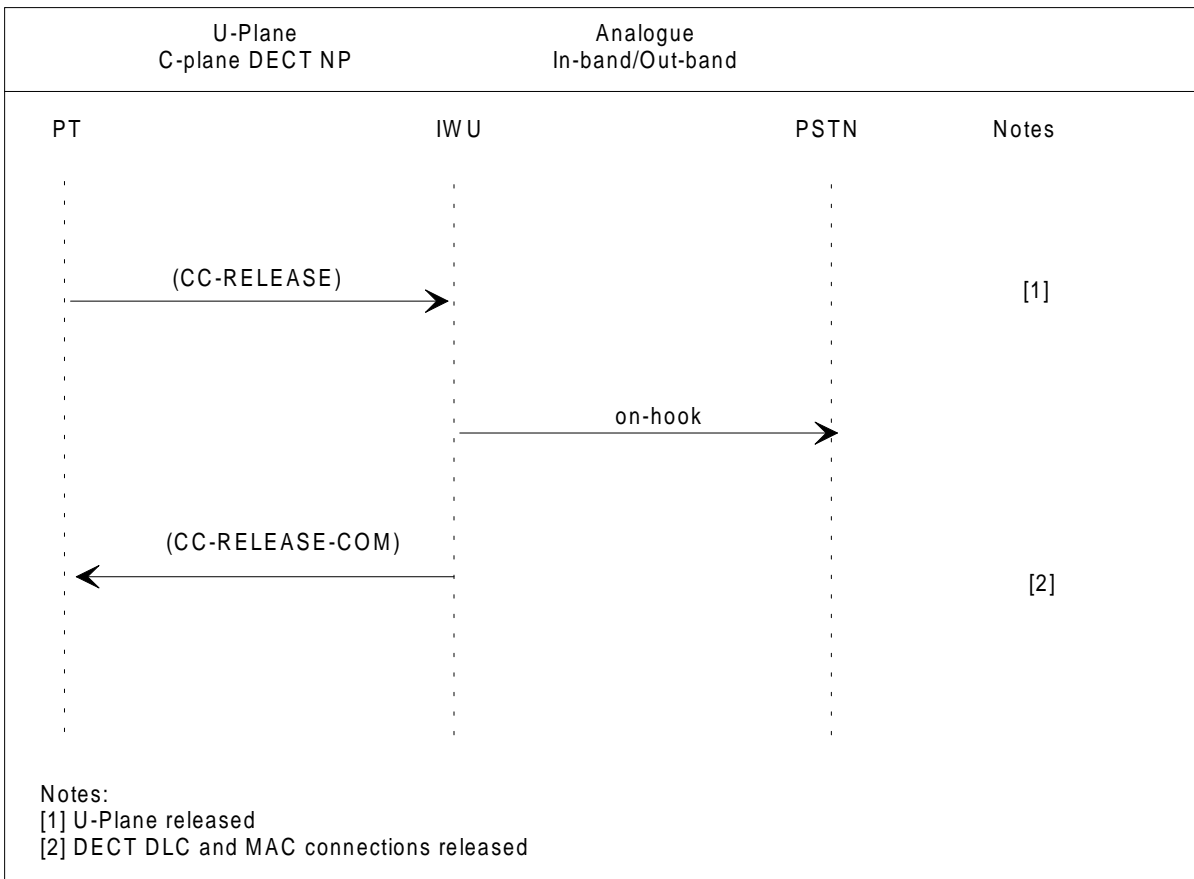 U-Plane
C-plane DECT NP
Analogue
In-band/Out-band
PT IWU PSTN Notes
(CC-RELEASE)
[1]
on-hook
(CC-RELEASE-COM)
[2]
Notes:
[1] U-Plane released
[2] DECT DLC and MAC connections released